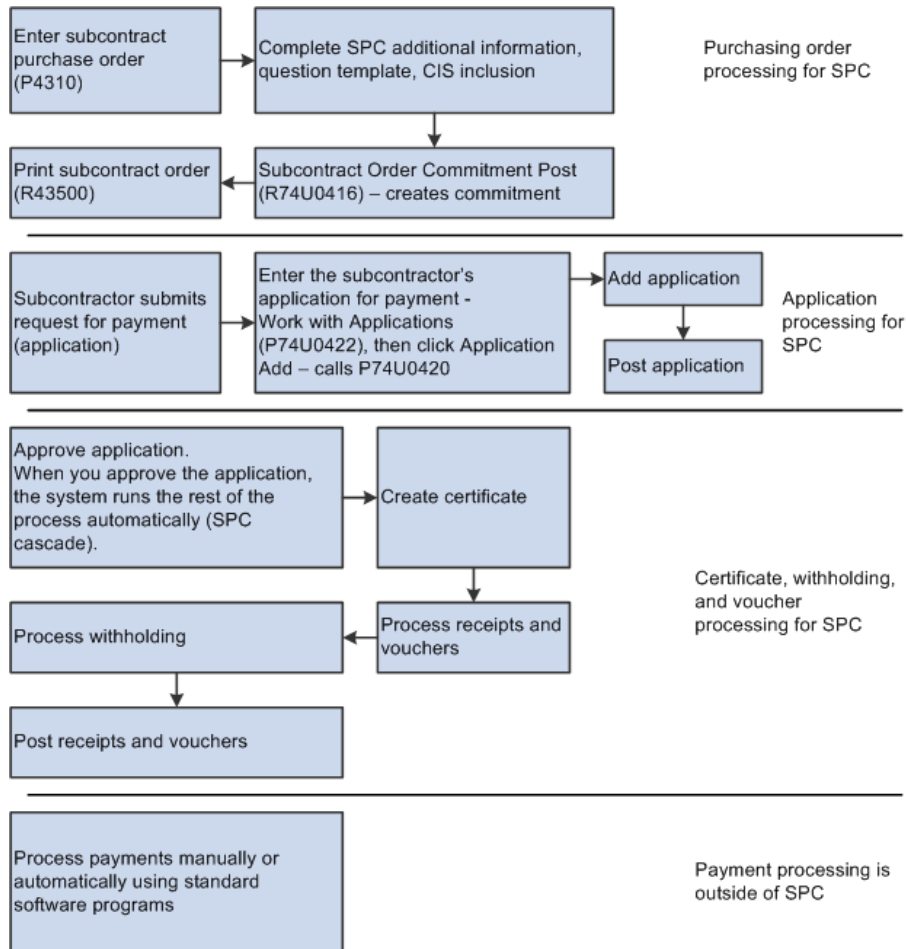 Enter subcontract
purchase order
(P4310)
Complete SPC additional information,
question template, CIS inclusion
Purchasing order
processing for SPC
Print subcontract order
(R43500)
Subcontract Order Commitment Post
(R74U0416) – creates commitment
Subcontractor submits
request for payment
(application)
Enter the subcontractor's
application for payment -
Work with Applications
(P74U0422), then click Application
Add – calls P74U0420
Add application
Post application
Application
processing for
SPC
Approve application.
When you approve the application,
the system runs the rest of the
process automatically (SPC
cascade).
Create certificate
Process withholding
Process receipts and
vouchers
Certificate, withholding,
and voucher
processing for SPC
Post receipts and vouchers
Process payments manually or
automatically using standard
software programs
Payment processing is
outside of SPC